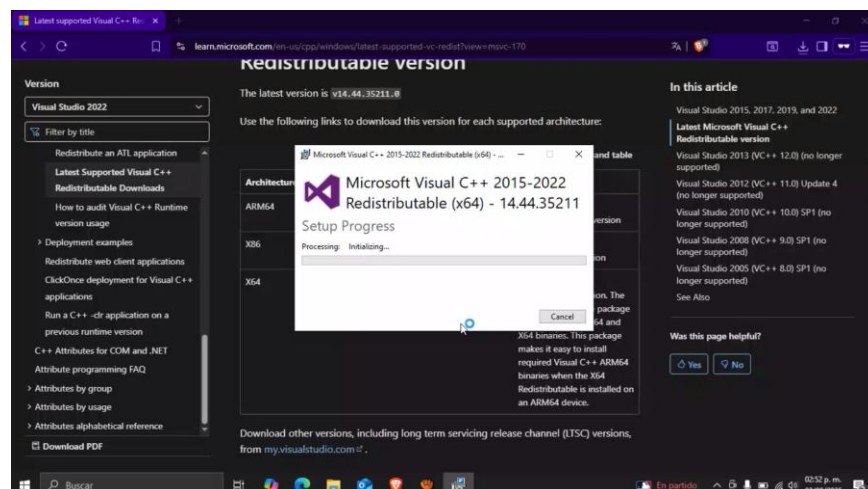 Latest supported Visual C++ Rec
learn.microsoft.com/en-us/cpp/windows/latest-supported-vc-redist?view=msvc-170
Version
Visual Studio 2022
Filter by title
Redistribute an ATL application
Latest Supported Visual C++
Redistributable Downloads
How to audit Visual C++ Runtime
version usage
Deployment examples
Redistribute web client applications
ClickOnce deployment for Visual C++
applications
Run a C++ -clr application on a
previous runtime version
C++ Attributes for COM and .NET
Attribute programming FAQ
Attributes by group
Attributes by usage
Attributes alphabetical reference
Download PDF
Redistributable version
The latest version is v14.44.35211.0
Use the following links to download this version for each supported architecture:
and table
Architecture
ARM64
ersion
X86
ion
X64
ion. The
package
64 and
X64 binaries. This package
makes it easy to install
required Visual C++ ARM64
binaries when the X64
Redistributable is installed on
an ARM64 device.
Download other versions, including long term servicing release channel (LTSC) versions,
from my.visualstudio.com.
Microsoft Visual C++ 2015-2022 Redistributable (x64) - ...
Microsoft Visual C++ 2015-2022
Redistributable (x64) - 14.44.35211
Setup Progress
Processing: Initializing...
Cancel
In this article
Visual Studio 2015, 2017, 2019, and 2022
Latest Microsoft Visual C++
Redistributable version
Visual Studio 2013 (VC++ 12.0) (no longer
supported)
Visual Studio 2012 (VC++ 11.0) Update 4
(no longer supported)
Visual Studio 2010 (VC++ 10.0) SP1 (no
longer supported)
Visual Studio 2008 (VC++ 9.0) SP1 (no
longer supported)
Visual Studio 2005 (VC++ 8.0) SP1 (no
longer supported)
See Also
Was this page helpful?
Yes
No
Buscar
En partido
02:52 p. m.